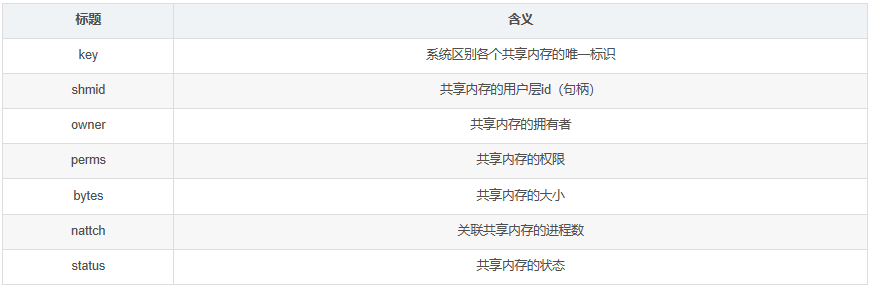 标题 含义
key 系统区别各个共享内存的唯一标识
shmid 共享内存的用户层id（句柄）
owner 共享内存的拥有者
perms 共享内存的权限
bytes 共享内存的大小
nattch 关联共享内存的进程数
status 共享内存的状态